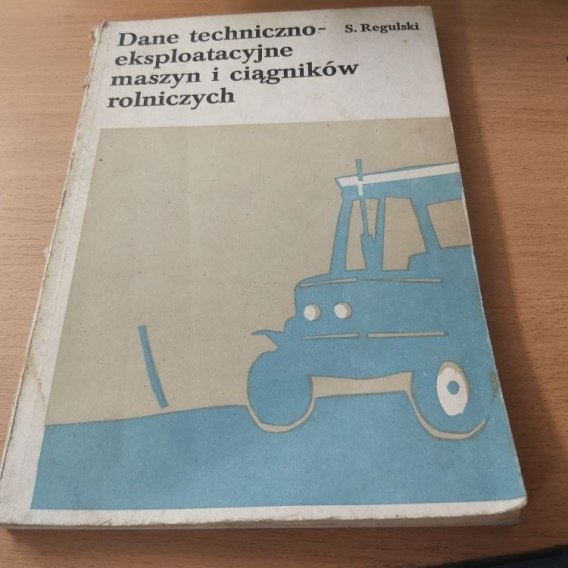 Dane techniczno-
eksploatacyjne
maszyn i ciągników
rolniczych
S. Regulski